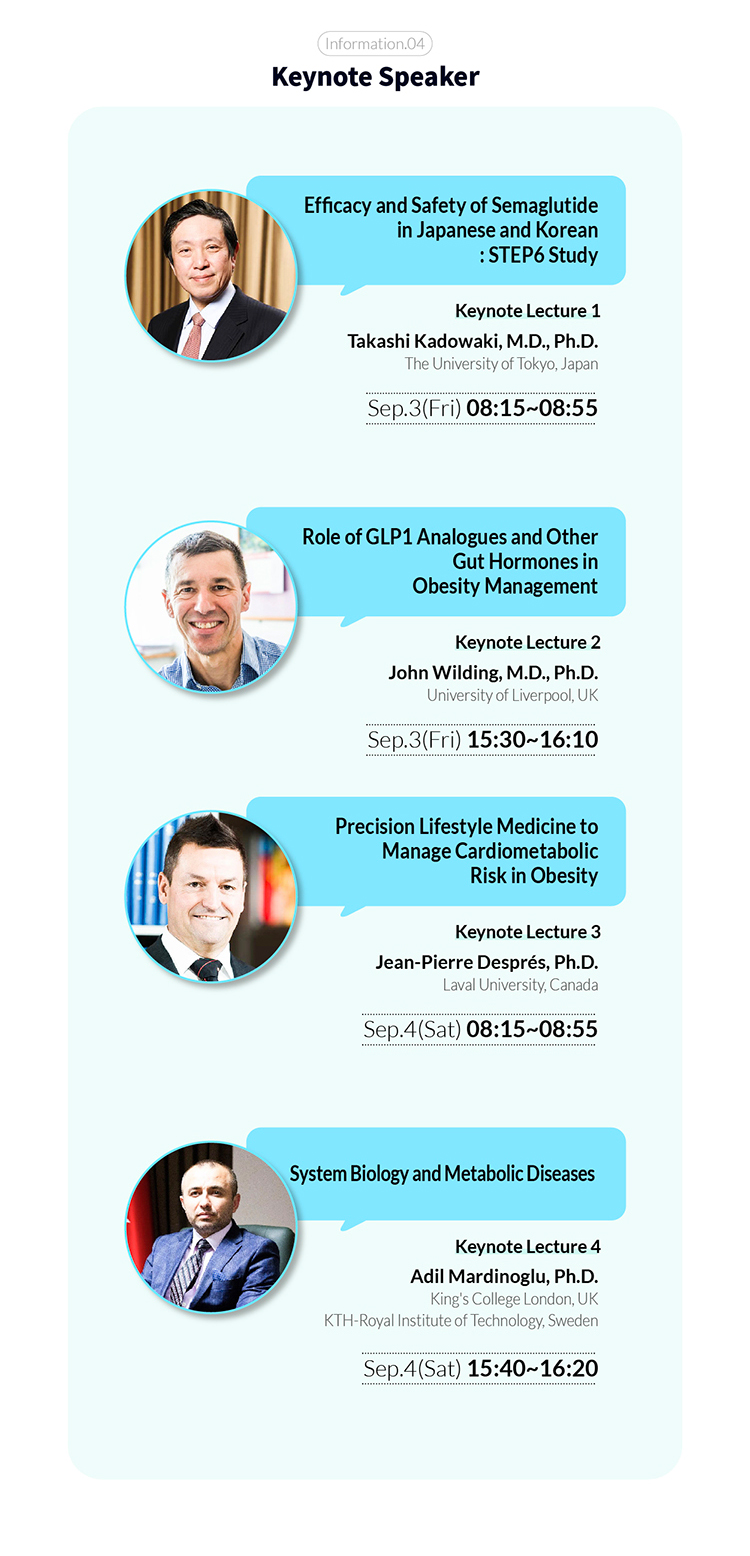 Information.04
Keynote Speaker
Efficacy and Safety of Semaglutide
in Japanese and Korean
: STEP6 Study
Keynote Lecture 1
Takashi Kadowaki, M.D., Ph.D.
The University of Tokyo, Japan
Sep.3(Fri) 08:15~08:55
Role of GLP1 Analogues and Other
Gut Hormones in
Obesity Management
Keynote Lecture 2
John Wilding, M.D., Ph.D.
University of Liverpool, UK
Sep.3(Fri) 15:30~16:10
Precision Lifestyle Medicine to
Manage Cardiometabolic
Risk in Obesity
Keynote Lecture 3
Jean-Pierre Després, Ph.D.
Laval University, Canada
Sep.4(Sat) 08:15~08:55
System Biology and Metabolic Diseases
Keynote Lecture 4
Adil Mardinoglu, Ph.D.
King's College London, UK
KTH-Royal Institute of Technology, Sweden
Sep.4(Sat) 15:40~16:20